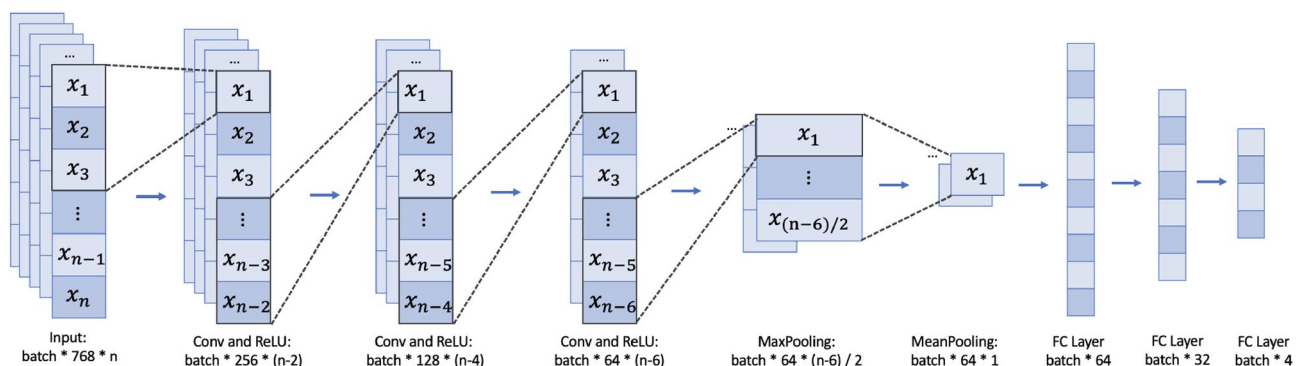 ...
x₁
x₂
x₃
⋮
xₙ₋₁
xₙ
Input:
batch * 768 * n
...
x₁
x₂
x₃
⋮
xₙ₋₃
xₙ₋₂
Conv and ReLU:
batch * 256 * (n-2)
...
x₁
x₂
x₃
⋮
xₙ₋₅
xₙ₋₄
Conv and ReLU:
batch * 128 * (n-4)
...
x₁
x₂
x₃
⋮
xₙ₋₅
xₙ₋₆
Conv and ReLU:
batch * 64 * (n-6)
...
x₁
⋮
x₍ₙ₋₆₎/₂
MaxPooling:
batch * 64 * (n-6) / 2
...
x₁
MeanPooling:
batch * 64 * 1
FC Layer
batch * 64
FC Layer
batch * 32
FC Layer
batch * 4